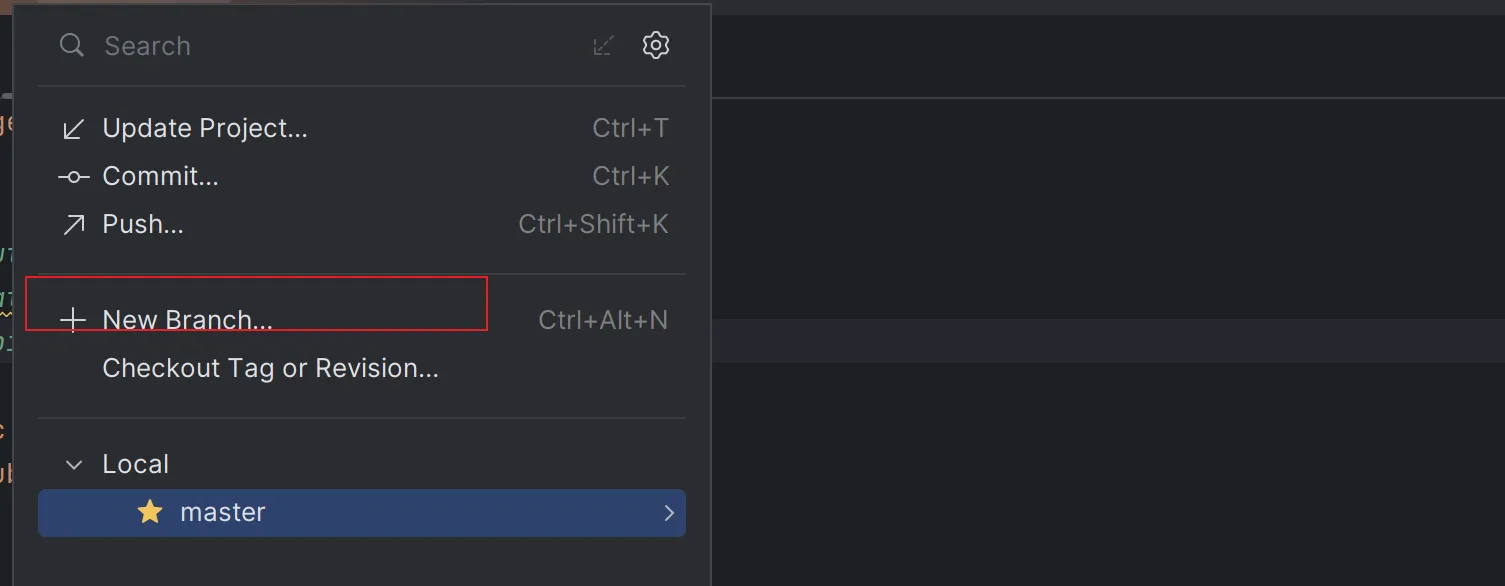 Search
Update Project... Ctrl+T
Commit... Ctrl+K
Push... Ctrl+Shift+K
New Branch... Ctrl+Alt+N
Checkout Tag or Revision...
Local
master